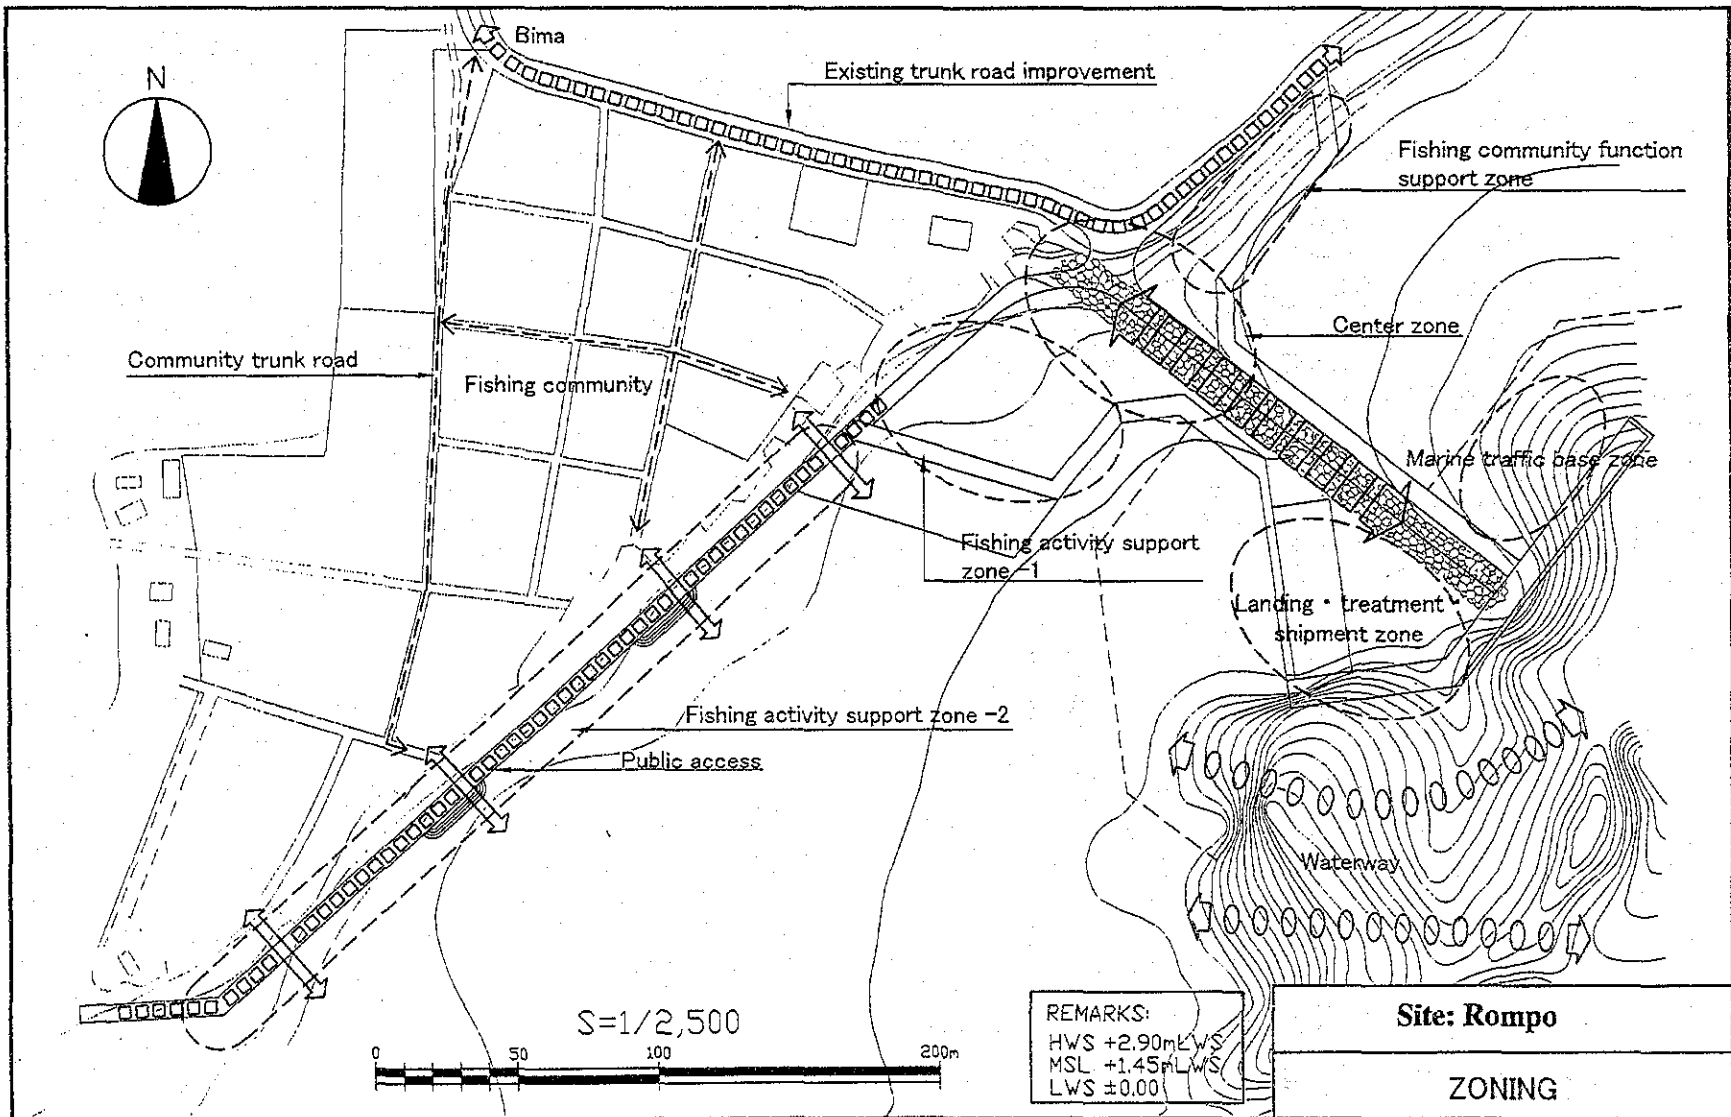 Bima
N
Existing trunk road improvement
Fishing community function
support zone
Center zone
Community trunk road
Fishing community
Marine traffic base zone
Fishing activity support
zone -1
Landing・treatment
shipment zone
Fishing activity support zone -2
Public access
Waterway
S=1/2,500
0 50 100 200m
REMARKS:
HWS +2.90mLWS
MSL +1.45mLWS
LWS ±0.00
Site: Rompo
ZONING